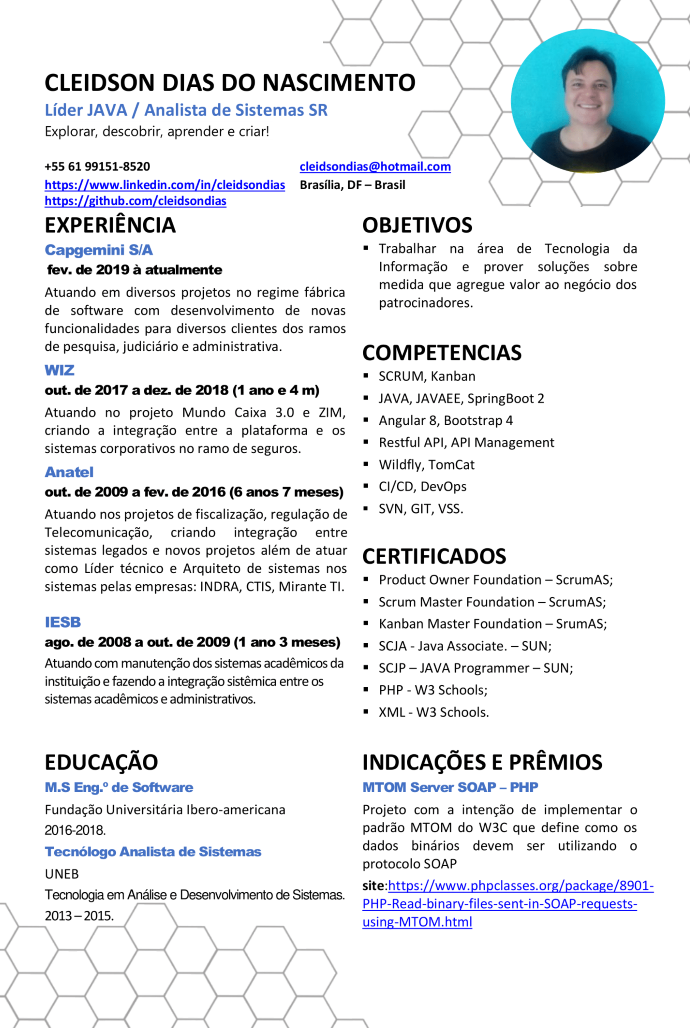 CLEIDSON DIAS DO NASCIMENTO
Líder JAVA / Analista de Sistemas SR
Explorar, descobrir, aprender e criar!
+55 61 99151-8520
cleidsondias@hotmail.com
https://www.linkedin.com/in/cleidsondias
Brasília, DF – Brasil
https://github.com/cleidsondias
EXPERIÊNCIA
Capgemini S/A
fev. de 2019 à atualmente
Atuando em diversos projetos no regime fábrica
de software com desenvolvimento de novas
funcionalidades para diversos clientes dos ramos
de pesquisa, judiciário e administrativa.
WIZ
out. de 2017 a dez. de 2018 (1 ano e 4 m)
Atuando no projeto Mundo Caixa 3.0 e ZIM,
criando a integração entre a plataforma e os
sistemas corporativos no ramo de seguros.
Anatel
out. de 2009 a fev. de 2016 (6 anos 7 meses)
Atuando nos projetos de fiscalização, regulação de
Telecomunicação, criando integração entre
sistemas legados e novos projetos além de atuar
como Líder técnico e Arquiteto de sistemas nos
sistemas pelas empresas: INDRA, CTIS, Mirante TI.
IESB
ago. de 2008 a out. de 2009 (1 ano 3 meses)
Atuando com manutenção dos sistemas acadêmicos da
instituição e fazendo a integração sistêmica entre os
sistemas acadêmicos e administrativos.
EDUCAÇÃO
M.S Eng.º de Software
Fundação Universitária Ibero-americana
2016-2018.
Tecnólogo Analista de Sistemas
UNEB
Tecnologia em Análise e Desenvolvimento de Sistemas.
2013 – 2015.
OBJETIVOS
▪ Trabalhar na área de Tecnologia da
Informação e prover soluções sobre
medida que agregue valor ao negócio dos
patrocinadores.
COMPETENCIAS
▪ SCRUM, Kanban
▪ JAVA, JAVAEE, SpringBoot 2
▪ Angular 8, Bootstrap 4
▪ Restful API, API Management
▪ Wildfly, TomCat
▪ CI/CD, DevOps
▪ SVN, GIT, VSS.
CERTIFICADOS
▪ Product Owner Foundation – ScrumAS;
▪ Scrum Master Foundation – ScrumAS;
▪ Kanban Master Foundation – SrumAS;
▪ SCJA - Java Associate. – SUN;
▪ SCJP – JAVA Programmer – SUN;
▪ PHP - W3 Schools;
▪ XML - W3 Schools.
INDICAÇÕES E PRÊMIOS
MTOM Server SOAP – PHP
Projeto com a intenção de implementar o
padrão MTOM do W3C que define como os
dados binários devem ser utilizando o
protocolo SOAP
site:https://www.phpclasses.org/package/8901-
PHP-Read-binary-files-sent-in-SOAP-requests-
using-MTOM.html